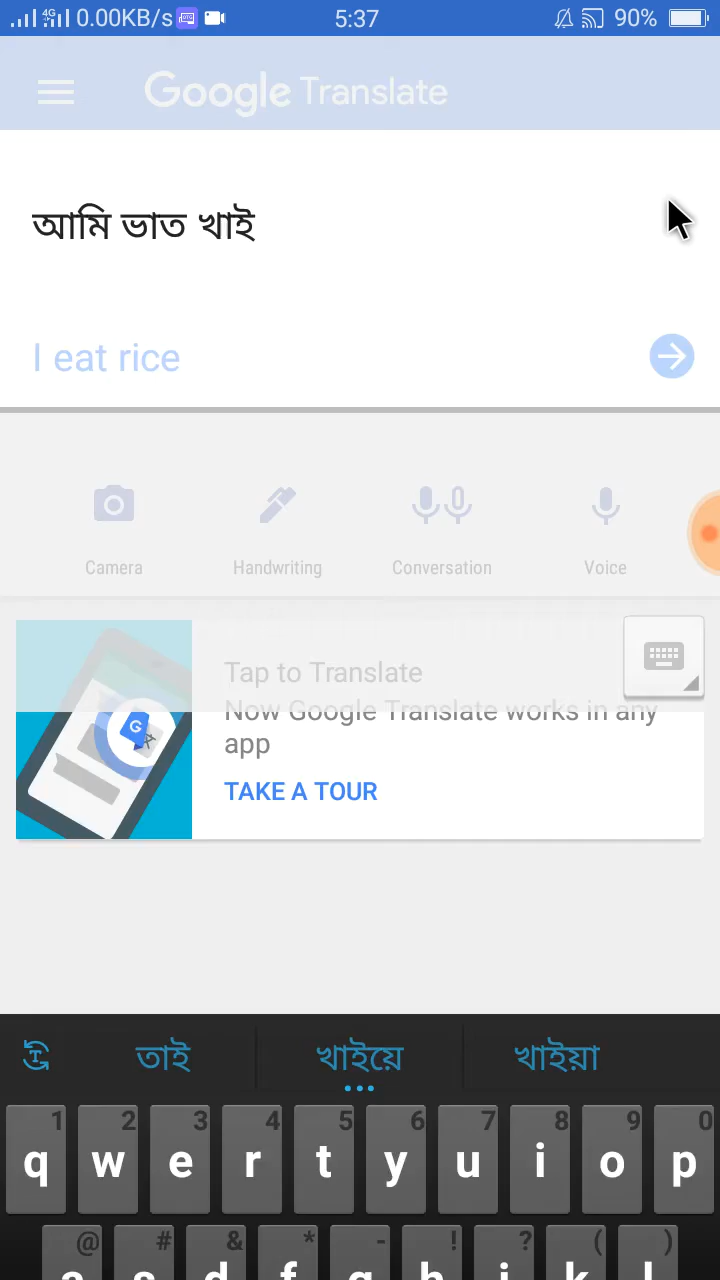 4G 0.00KB/s 5:37 90%
Google Translate
আমি ভাত খাই
I eat rice
Camera Handwriting Conversation Voice
Tap to Translate
Now Google Translate works in any
app
TAKE A TOUR
তাই খাইয়ে খাইয়া
1 2 3 4 5 6 7 8 9 0
q w e r t y u i o p
@ # & * - ! ? ( )
a s d f g h j k l